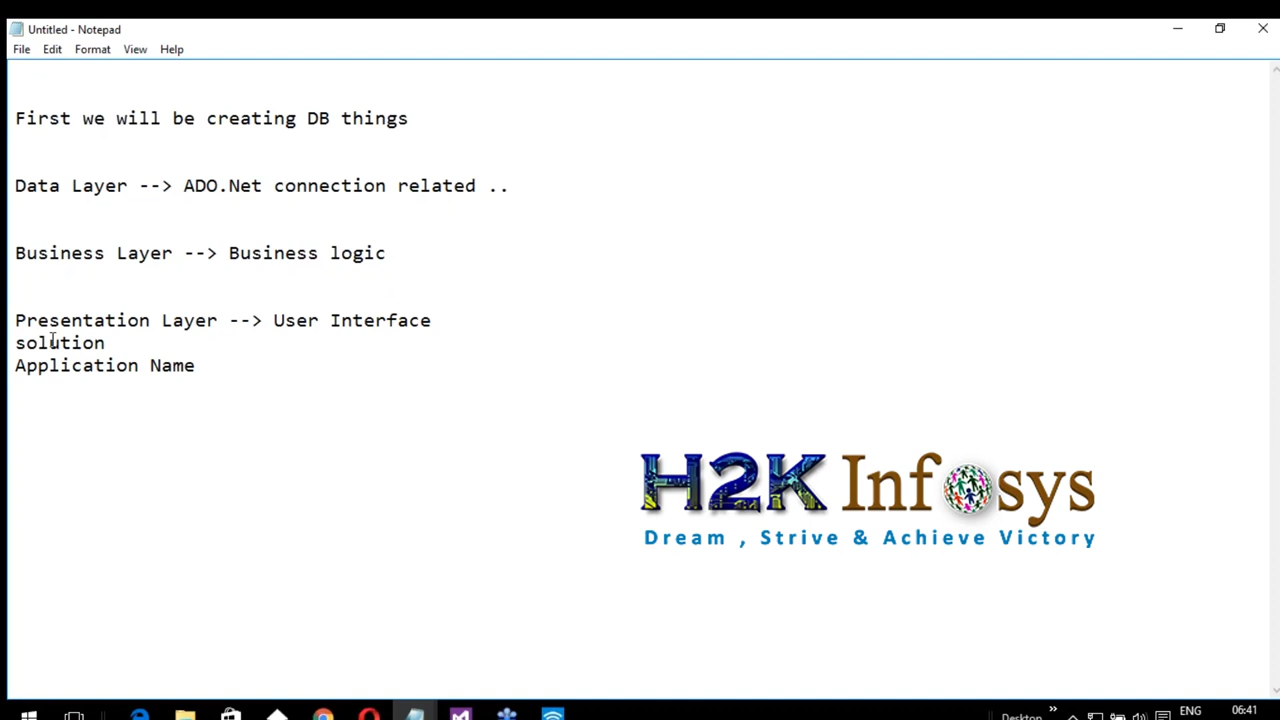 Untitled - Notepad
File Edit Format View Help
First we will be creating DB things
Data Layer --> ADO.Net connection related ..
Business Layer --> Business logic
Presentation Layer --> User Interface
solution
Application Name
H2K Infosys
Dream , Strive & Achieve Victory
Desktop
ENG
06:41